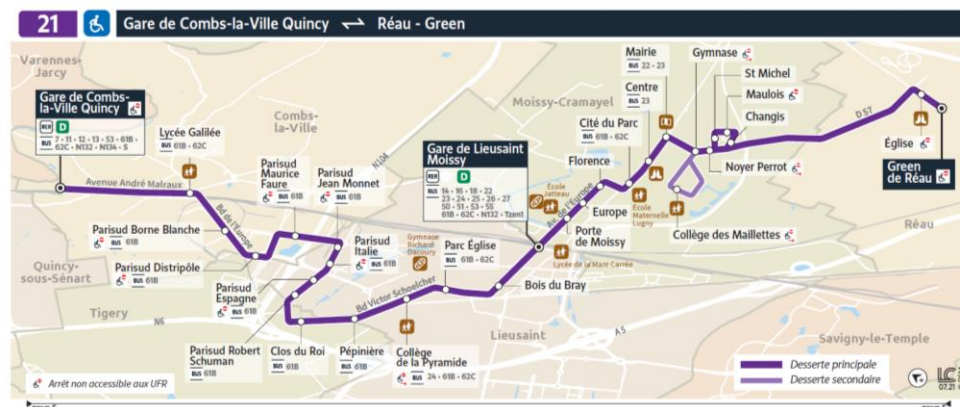 21 Gare de Combs-la-Ville Quincy Réau - Green
Varennes-
Jarcy
Gare de Combs-
la-Ville Quincy
RER D
BUS 7 • 11 • 12 • 13 • 53 • 61B •
62C • N132 • N134 • S
Combs-
la-Ville
Lycée Galilée
BUS 61B • 62C
Avenue André Malraux
Bd de l'Europe
Parisud Borne Blanche
BUS 61B
Parisud Distripôle
BUS 61B
Quincy-
sous-Sénart
Tigery
N6
N104
Parisud
Maurice
Faure
BUS 61B
Parisud
Jean Monnet
BUS 61B
Parisud
Italie
BUS 61B
Parisud
Espagne
BUS 61B
Parisud Robert
Schuman
BUS 61B
Clos du Roi
BUS 61B
Pépinière
BUS 61B
Bd Victor Schoelcher
Gymnase
Richard
Dacoury
Collège
de la Pyramide
BUS 24 • 61B • 62C
Parc Église
BUS 61B • 62C
Bois du Bray
Lieusaint
A 5
Gare de Lieusaint
Moissy
RER D
BUS 14 • 16 • 18 • 22
23 • 24 • 25 • 26 • 27
50 • 51 • 53 • 55
61B • 62C • N132 • Tzen1
Moissy-Cramayel
École
Jatteau
Av. de l'Europe
Porte
de Moissy
Lycée de la Mare Carrée
Europe
Florence
Cité du Parc
BUS 61B • 62C
École
Maternelle
Lugny
Centre
BUS 23
Mairie
BUS 22 • 23
Gymnase
St Michel
Maulois
Changis
Noyer Perrot
Collège des Maillettes
D 57
Église
Green
de Réau
Réau
Savigny-le-Temple
Desserte principale
Desserte secondaire
Arrêt non accessible aux UFR
LC
07.21